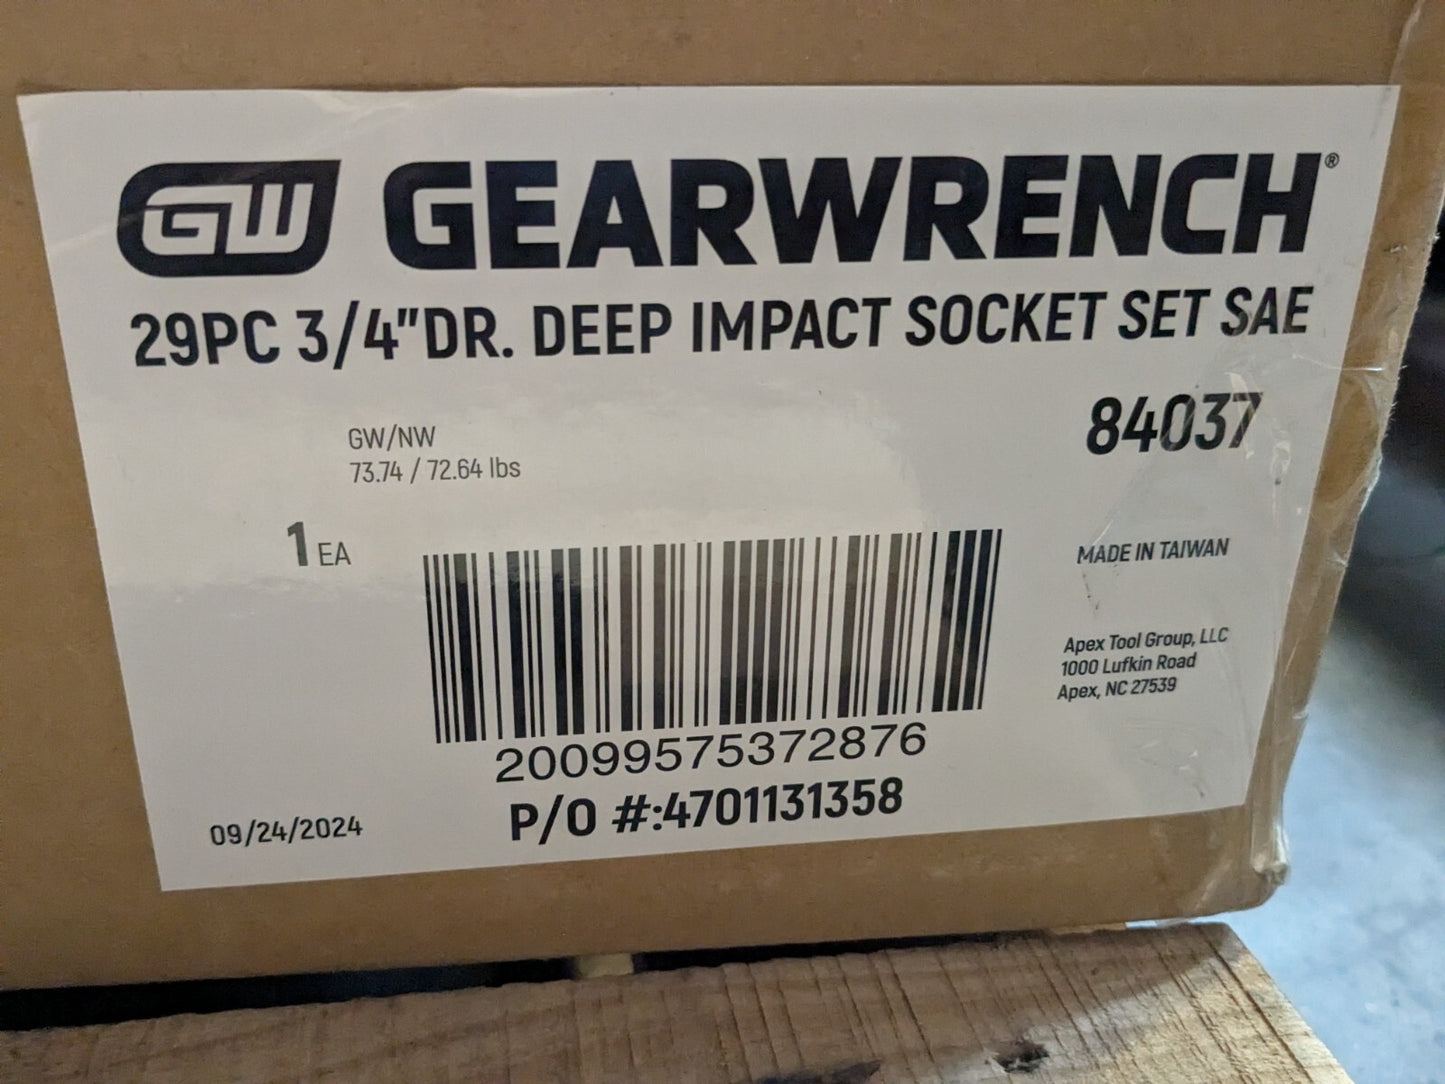 GW GEARWRENCH®
29PC 3/4"DR. DEEP IMPACT SOCKET SET SAE
84037
GW/NW
73.74 / 72.64 lbs
1 EA
MADE IN TAIWAN
Apex Tool Group, LLC
1000 Lufkin Road
Apex, NC 27539
20099575372876
P/O #:4701131358
09/24/2024